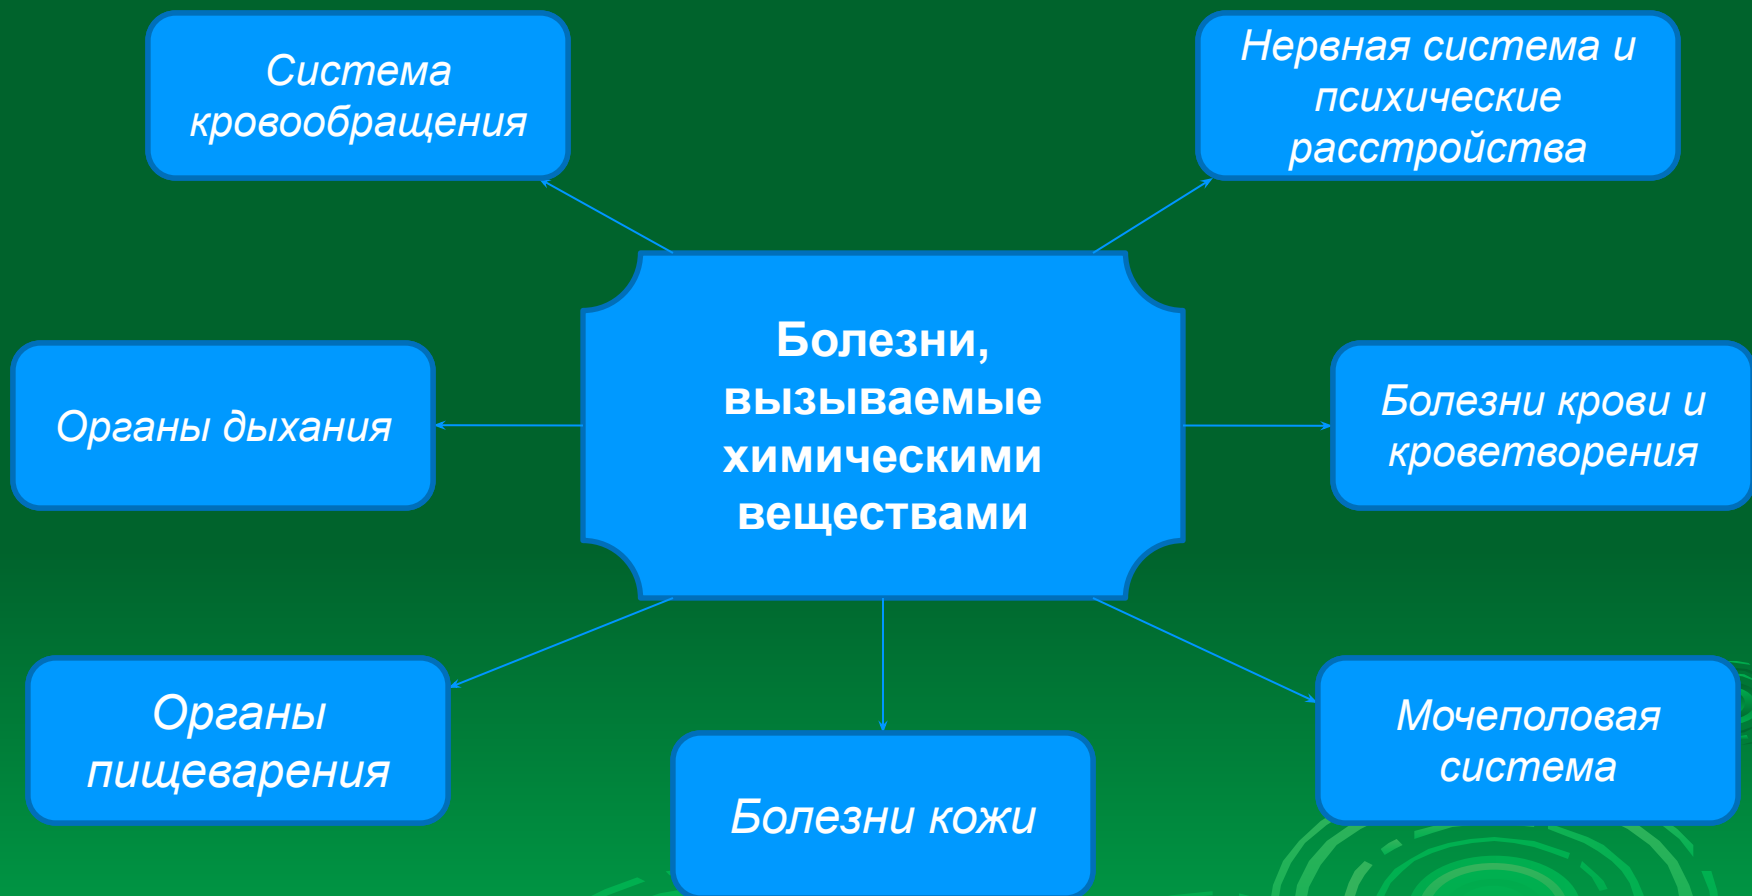 Система
кровообращения
Нервная система и
психические
расстройства
Болезни,
вызываемые
химическими
веществами
Органы дыхания
Болезни крови и
кроветворения
Органы
пищеварения
Болезни кожи
Мочеполовая
система